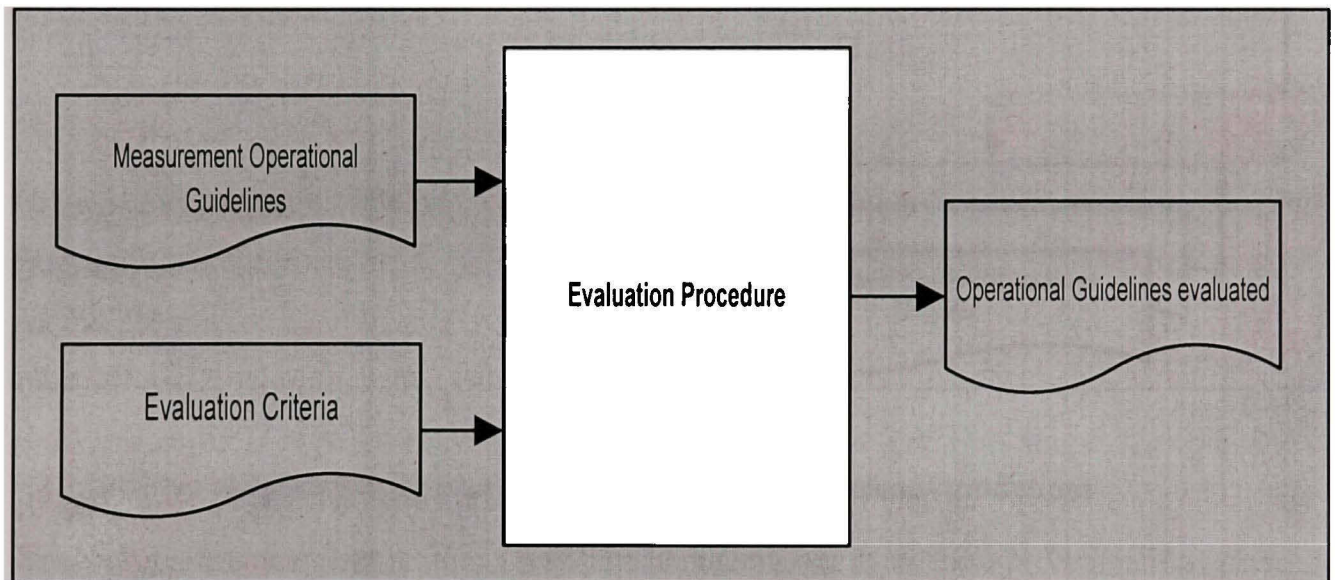 Measurement Operational
Guidelines
Evaluation Criteria
Evaluation Procedure
Operational Guidelines evaluated